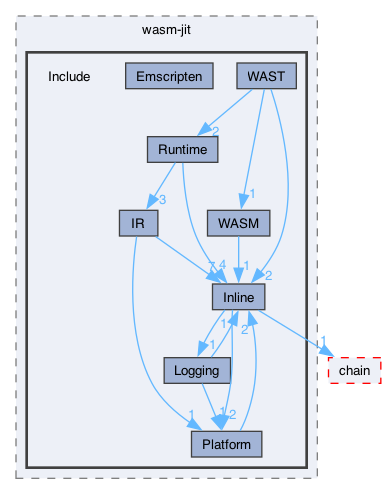 wasm-jit
Include
Emscripten
WAST
2
Runtime
3
1
IR
WASM
7
4
1
2
Inline
1
1
2
1
Logging
chain
1
1
2
Platform